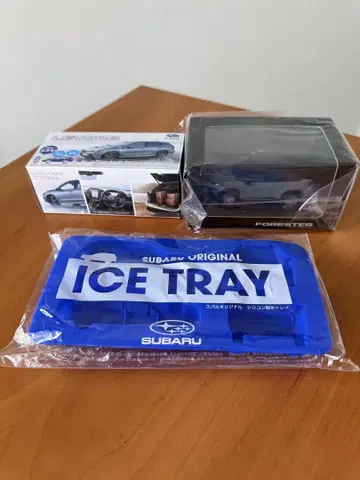 LEVORG
FORESTER
SUBARU ORIGINAL
ICE TRAY
スバルオリジナル シリコン製氷トレイ
SUBARU